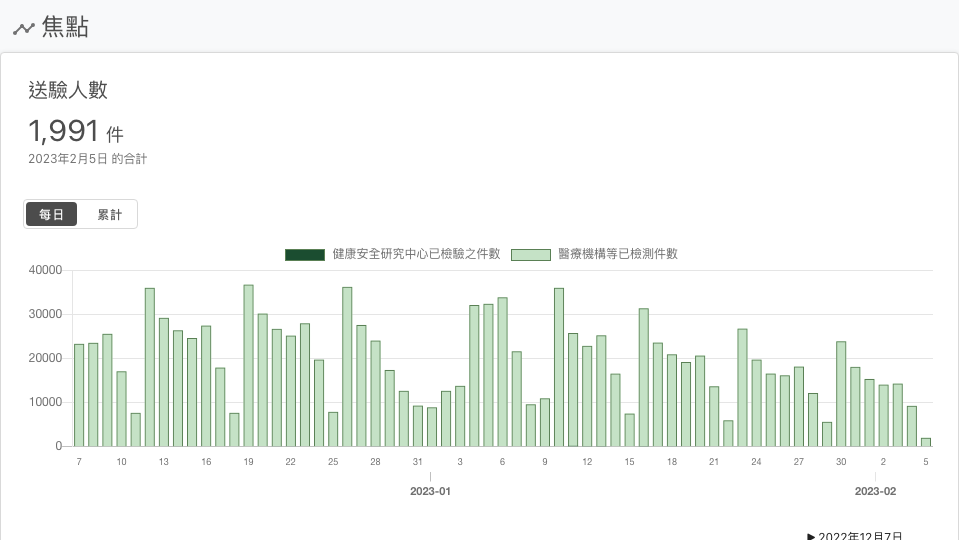 焦點
送驗人數
1,991 件
2023年2月5日 的合計
每日 累計
健康安全研究中心已檢驗之件數 醫療機構等已檢測件數
40000
30000
20000
10000
0
7 10 13 16 19 22 25 28 31 3 6 9 12 15 18 21 24 27 30 2 5
2023-01 2023-02
▶ 2022年12月7日